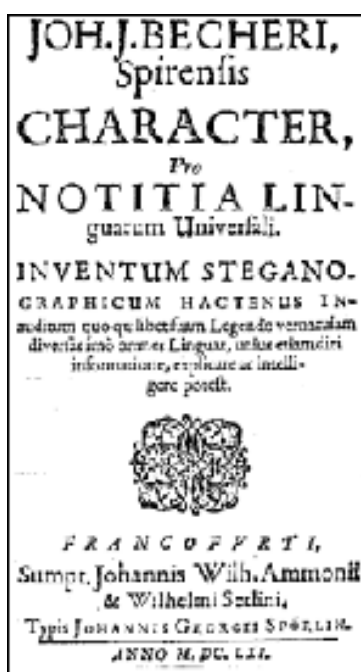 JOH. J. BECHERI,
Spirenſis
CHARACTER,
Pro
NOTITIA LIN-
guarum Univerſali.
INVENTUM STEGANO-
GRAPHICUM HACTENUS IN-
auditum quo quilibet ſuam Legendo vernaculam
diverſas imò omnes Linguas, unius etiam diei
informatione, explicare ac intelli-
gere poteſt.
FRANCOFVRTI,
Sumpt. Johannis Wilh. Ammonii
& Wilhelmi Serlini,
Typis JOHANNIS GEORGII SPÖRLIN.
ANNO M. DC.